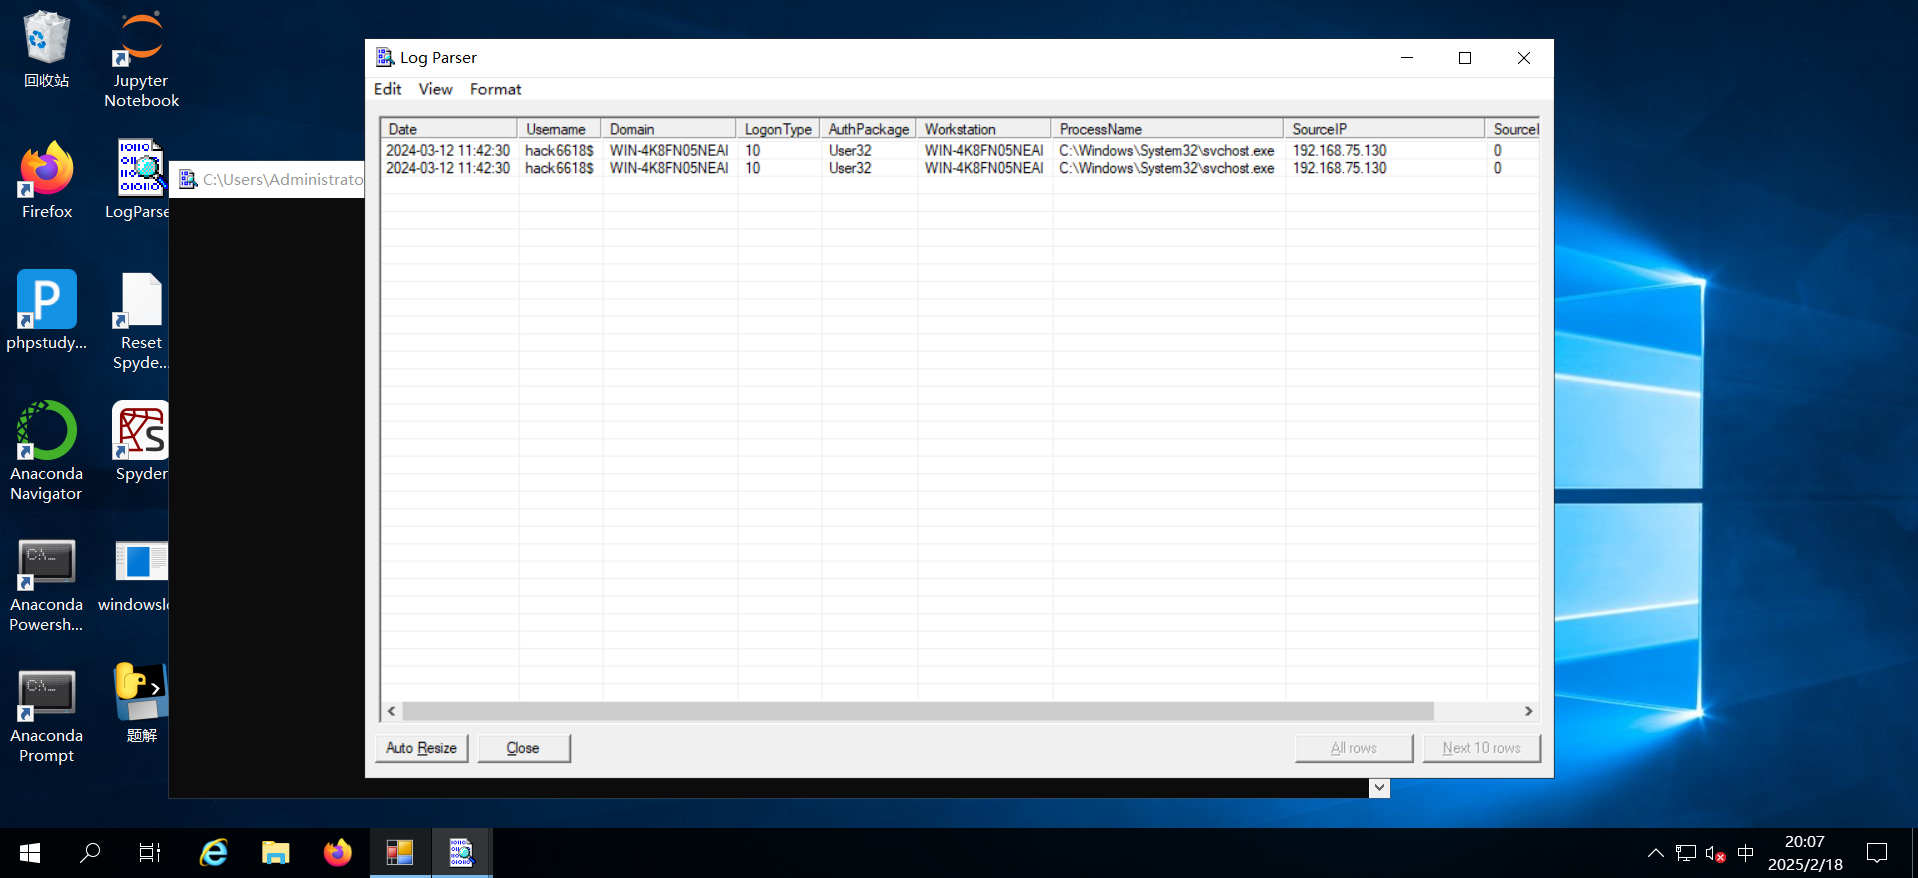 回收站
Jupyter
Notebook
Firefox
LogParse
phpstudy...
Reset
Spyde...
Anaconda
Navigator
Spyder
Anaconda
Powersh...
windowslo
Anaconda
Prompt
题解
C:\Users\Administrato
Log Parser
Edit View Format
Date Username Domain LogonType AuthPackage Workstation ProcessName SourceIP SourceI
2024-03-12 11:42:30 hack6618$ WIN-4K8FN05NEAI 10 User32 WIN-4K8FN05NEAI C:\Windows\System32\svchost.exe 192.168.75.130 0
2024-03-12 11:42:30 hack6618$ WIN-4K8FN05NEAI 10 User32 WIN-4K8FN05NEAI C:\Windows\System32\svchost.exe 192.168.75.130 0
Auto Resize Close All rows Next 10 rows
中
20:07
2025/2/18